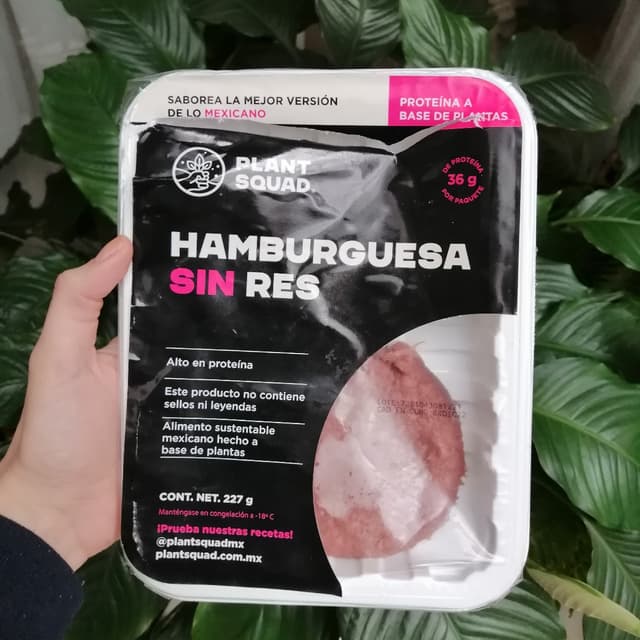 SABOREA LA MEJOR VERSIÓN
DE LO MEXICANO
PROTEÍNA A
BASE DE PLANTAS
PLANT
SQUAD
DE PROTEÍNA
36 g
POR PAQUETE
HAMBURGUESA
SIN RES
Alto en proteína
Este producto no contiene
sellos ni leyendas
Alimento sustentable
mexicano hecho a
base de plantas
CONT. NET. 227 g
Manténgase en congelación a -18º C
¡Prueba nuestras recetas!
@plantsquadmx
plantsquad.com.mx